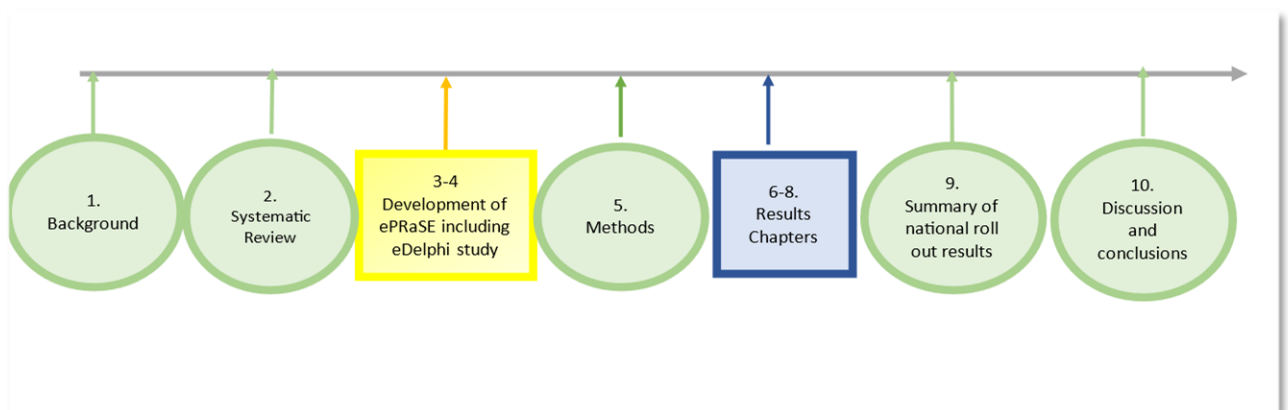 1.
Background
2.
Systematic
Review
3-4
Development of
ePRaSE including
eDelphi study
5.
Methods
6-8.
Results
Chapters
9.
Summary of
national roll
out results
10.
Discussion
and
conclusions